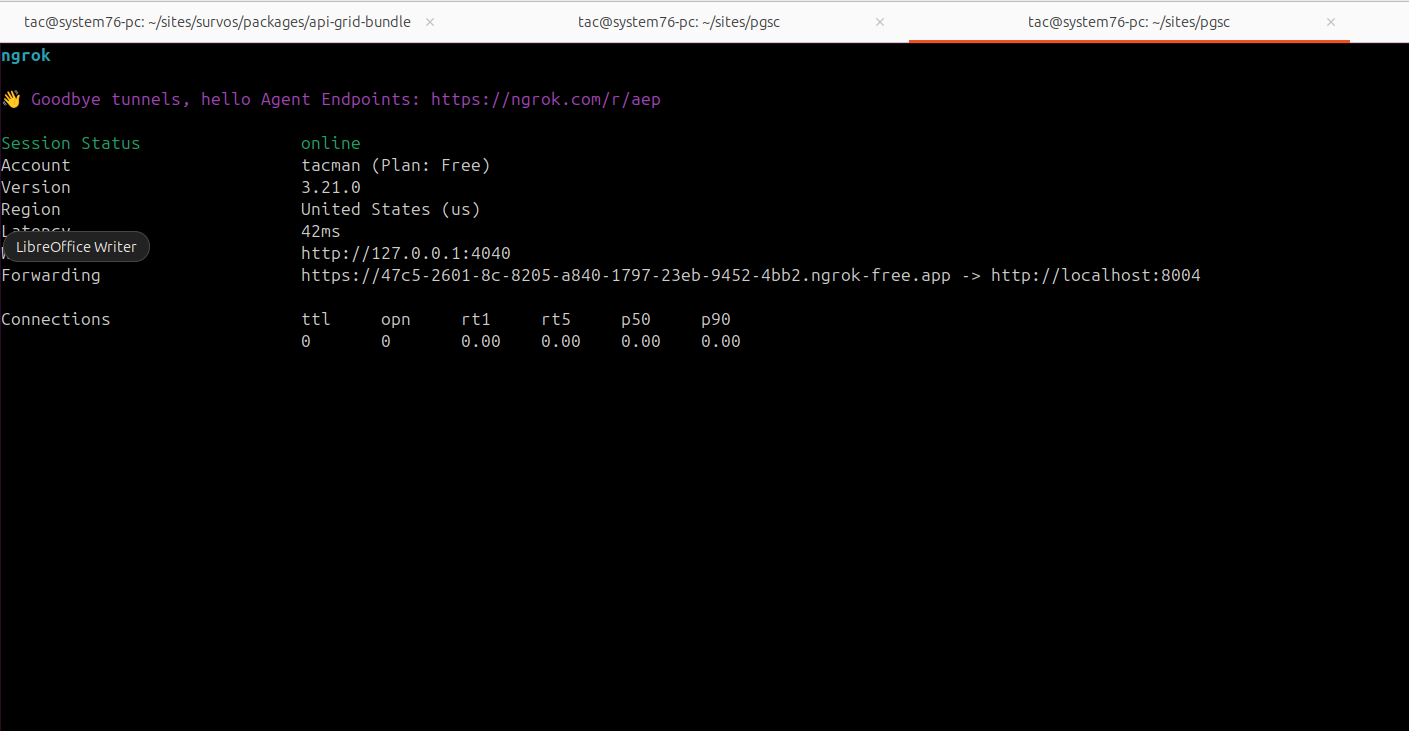 tac@system76-pc: ~/sites/survos/packages/api-grid-bundle × tac@system76-pc: ~/sites/pgsc × tac@system76-pc: ~/sites/pgsc ×
ngrok
👋 Goodbye tunnels, hello Agent Endpoints: https://ngrok.com/r/aep
Session Status online
Account tacman (Plan: Free)
Version 3.21.0
Region United States (us)
Latency 42ms
LibreOffice Writer
http://127.0.0.1:4040
Forwarding https://47c5-2601-8c-8205-a840-1797-23eb-9452-4bb2.ngrok-free.app -> http://localhost:8004
Connections ttl opn rt1 rt5 p50 p90
0 0 0.00 0.00 0.00 0.00